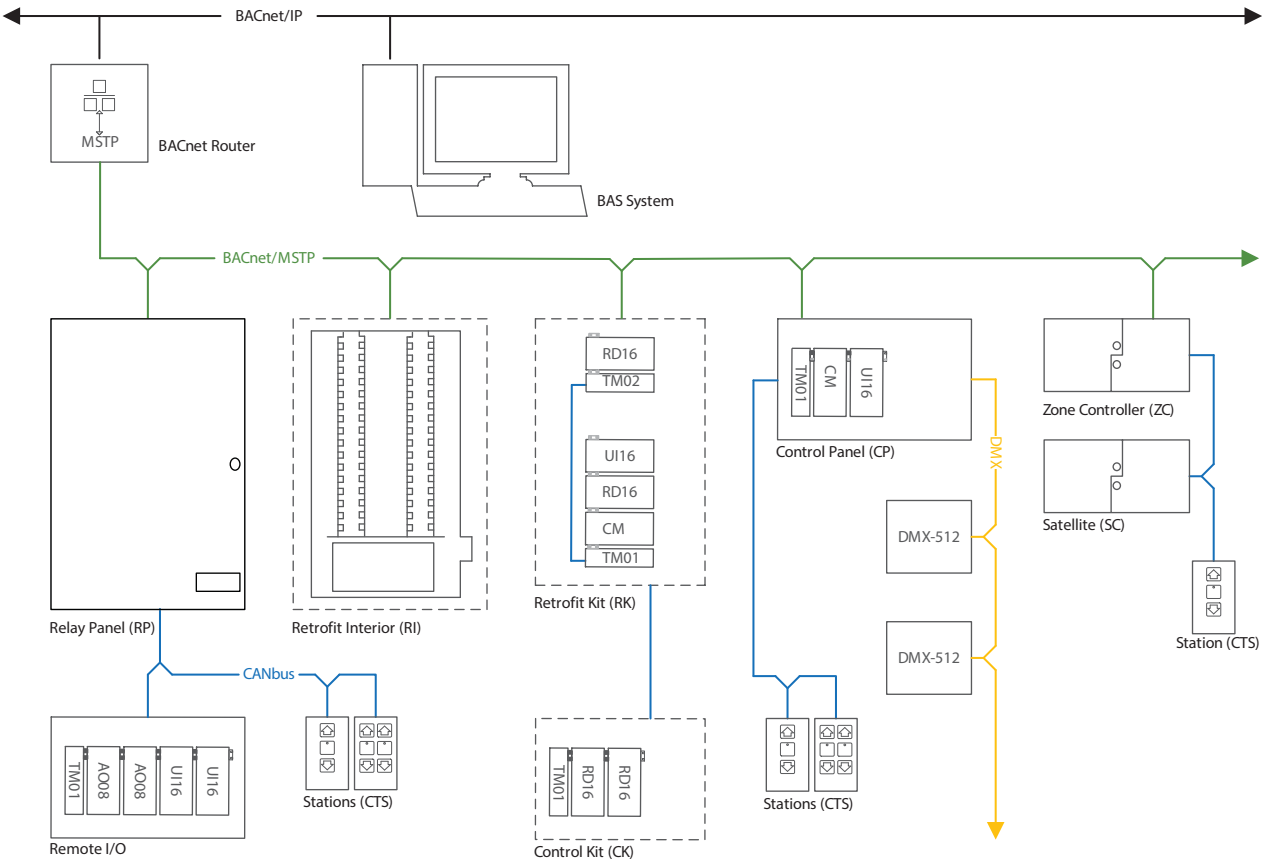 BACnet/IP
MSTP
BACnet Router
BAS System
BACnet/MSTP
RD16
TM02
UI16
RD16
CM
TM01
Retrofit Kit (RK)
TM01
CM
UI16
Control Panel (CP)
DMX
DMX-512
DMX-512
Zone Controller (ZC)
Satellite (SC)
Station (CTS)
Relay Panel (RP)
Retrofit Interior (RI)
CANbus
TM01
AO08
AO08
UI16
UI16
Remote I/O
Stations (CTS)
TM01
RD16
RD16
Control Kit (CK)
Stations (CTS)